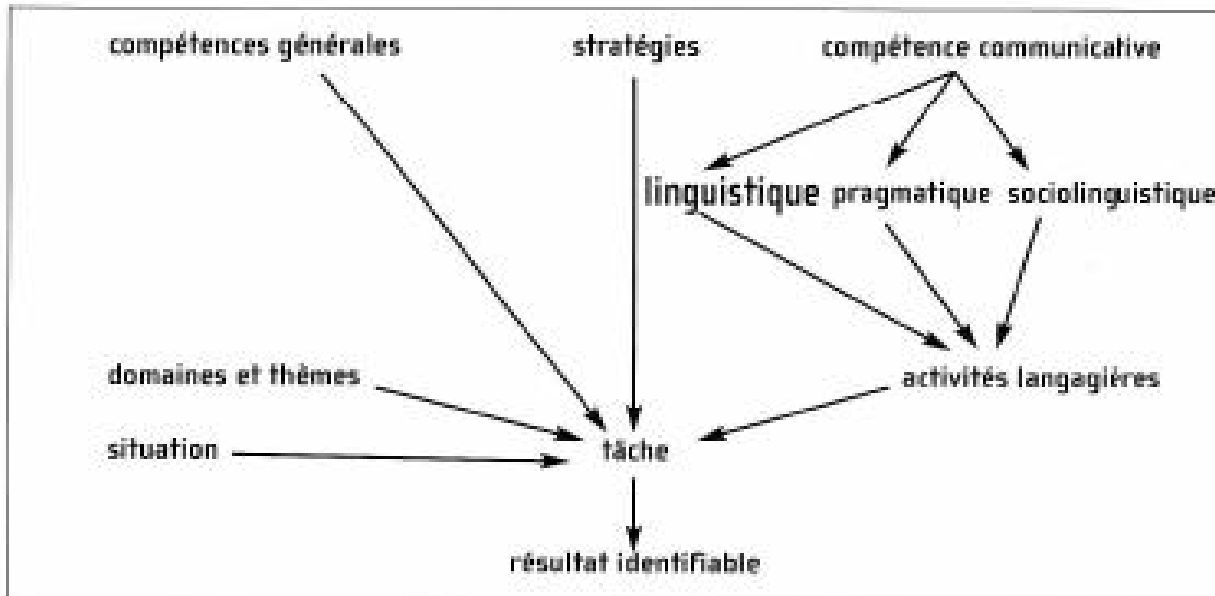 compétences générales
stratégies
compétence communicative
linguistique pragmatique sociolinguistique
domaines et thèmes
activités langagières
situation
tâche
résultat identifiable